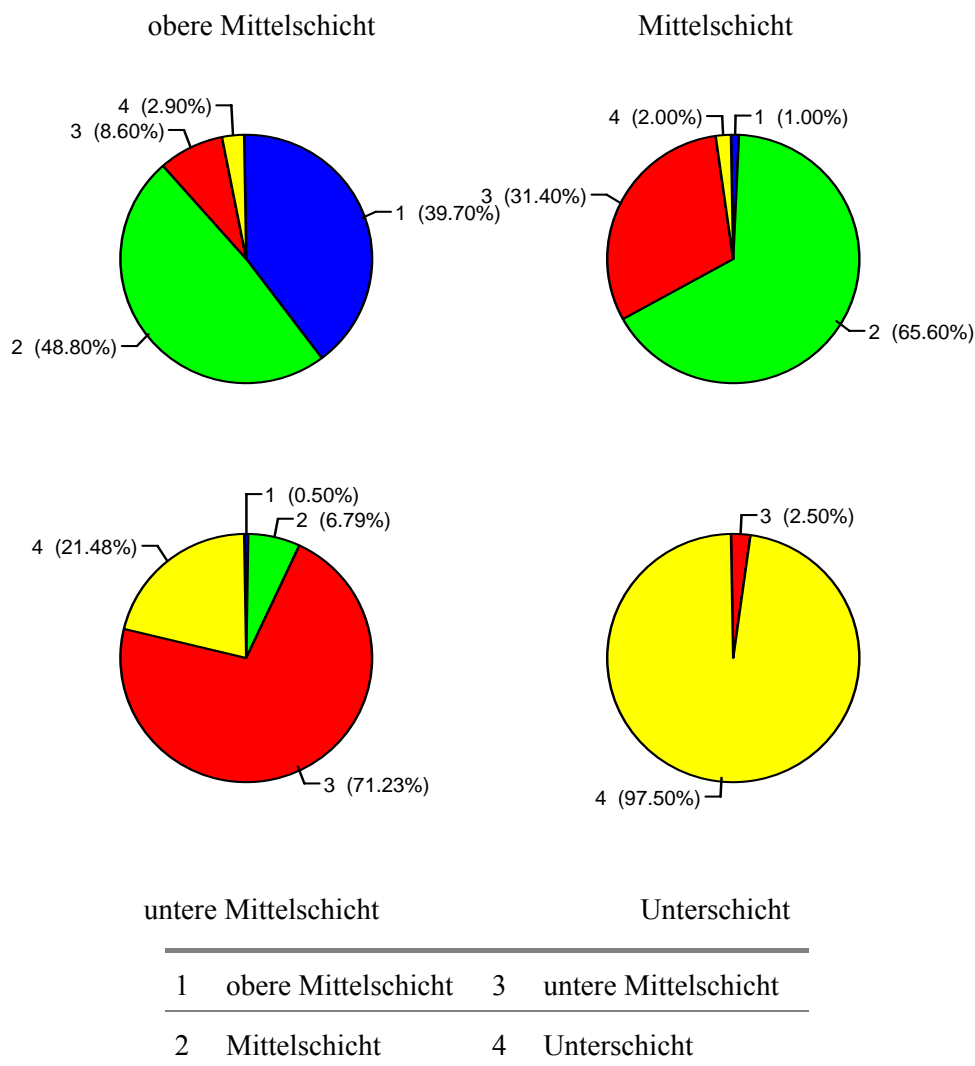 obere Mittelschicht Mittelschicht
4 (2.90%) 4 (2.00%) 1 (1.00%)
3 (8.60%)
3 (31.40%)
1 (39.70%)
2 (48.80%) 2 (65.60%)
1 (0.50%)
2 (6.79%) 3 (2.50%)
4 (21.48%)
3 (71.23%) 4 (97.50%)
untere Mittelschicht Unterschicht
1 obere Mittelschicht 3 untere Mittelschicht
2 Mittelschicht 4 Unterschicht